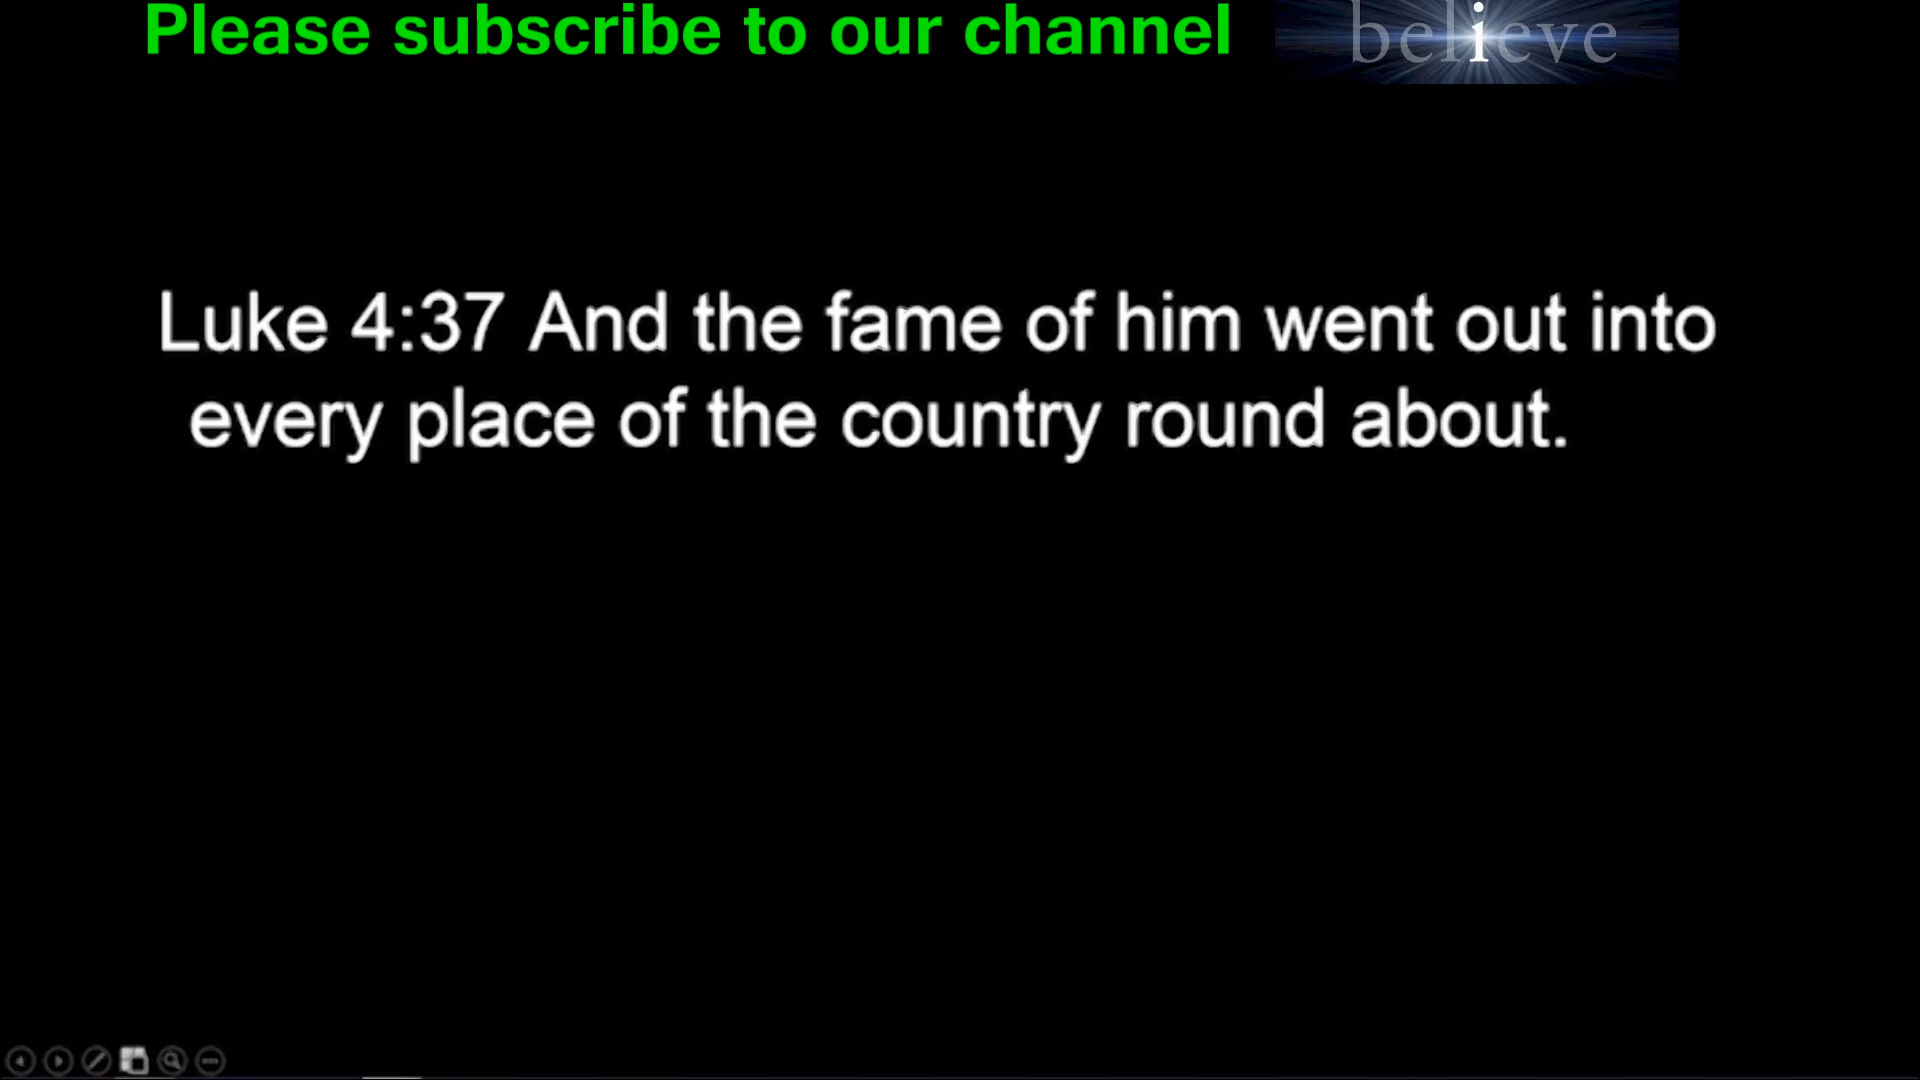 Please subscribe to our channel
believe
Luke 4:37 And the fame of him went out into
every place of the country round about.